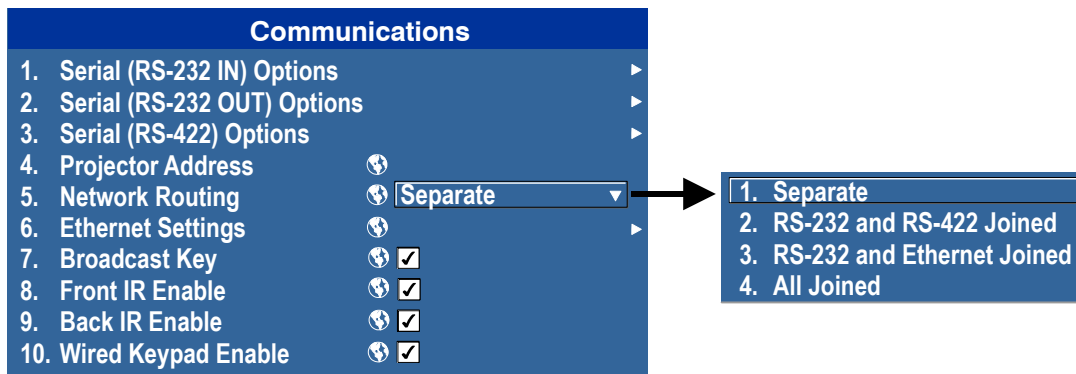 Communications
1. Serial (RS-232 IN) Options
2. Serial (RS-232 OUT) Options
3. Serial (RS-422) Options
4. Projector Address
5. Network Routing Separate
6. Ethernet Settings
7. Broadcast Key
8. Front IR Enable
9. Back IR Enable
10. Wired Keypad Enable
1. Separate
2. RS-232 and RS-422 Joined
3. RS-232 and Ethernet Joined
4. All Joined